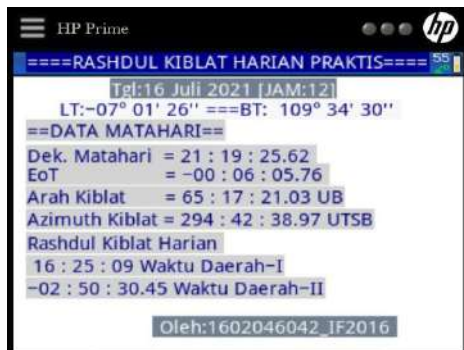 HP Prime
hp
====RASHDUL KIBLAT HARIAN PRAKTIS====
55
Tgl:16 Juli 2021 [JAM:12]
LT:−07° 01' 26'' ===BT: 109° 34' 30''
==DATA MATAHARI==
Dek. Matahari = 21 : 19 : 25.62
EoT = −00 : 06 : 05.76
Arah Kiblat = 65 : 17 : 21.03 UB
Azimuth Kiblat = 294 : 42 : 38.97 UTSB
Rashdul Kiblat Harian
16 : 25 : 09 Waktu Daerah−I
−02 : 50 : 30.45 Waktu Daerah−II
Oleh:1602046042_IF2016